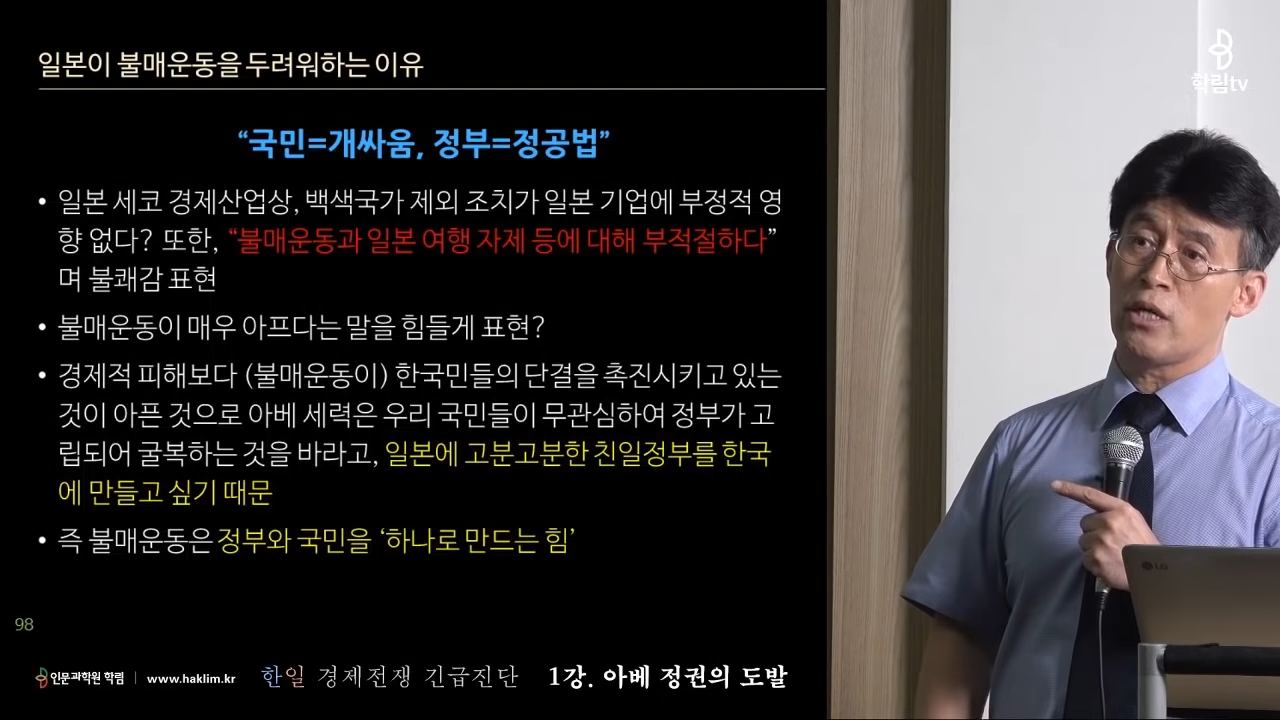 일본이 불매운동을 두려워하는 이유
“국민=개싸움, 정부=정공법”
• 일본 세코 경제산업상, 백색국가 제외 조치가 일본 기업에 부정적 영
향 없다? 또한, “불매운동과 일본 여행 자제 등에 대해 부적절하다”
며 불쾌감 표현
• 불매운동이 매우 아프다는 말을 힘들게 표현?
• 경제적 피해보다 (불매운동이) 한국민들의 단결을 촉진시키고 있는
것이 아픈 것으로 아베 세력은 우리 국민들이 무관심하여 정부가 고
립되어 굴복하는 것을 바라고, 일본에 고분고분한 친일정부를 한국
에 만들고 싶기 때문
• 즉 불매운동은 정부와 국민을 ‘하나로 만드는 힘’
98
인문과학원 학림 | www.haklim.kr
한일 경제전쟁 긴급진단 1강. 아베 정권의 도발
학림tv
LG